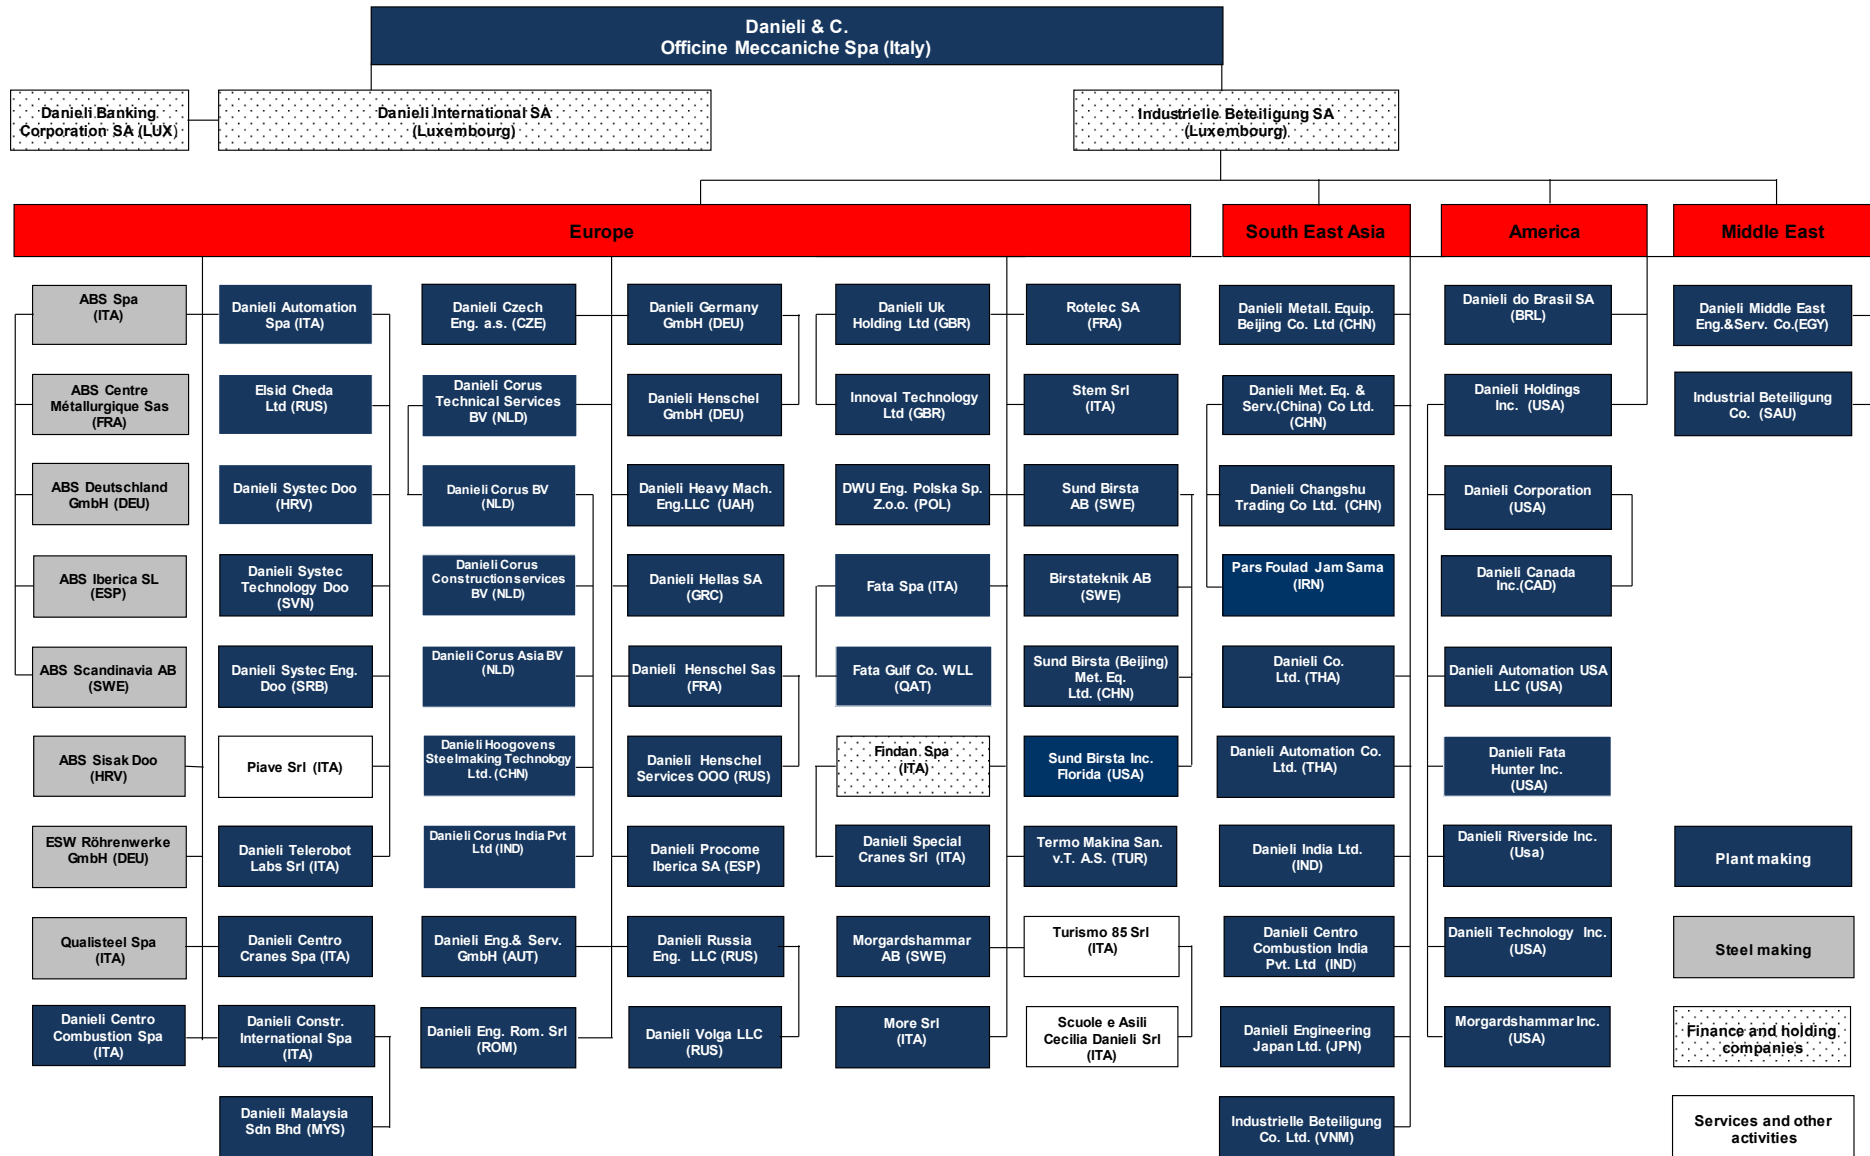 Danieli & C.
Officine Meccaniche Spa (Italy)
Danieli Banking
Corporation SA (LUX)
Danieli International SA
(Luxembourg)
Industrielle Beteiligung SA
(Luxembourg)
Europe
South East Asia
America
Middle East
ABS Spa
(ITA)
Danieli Automation
Spa (ITA)
Danieli Czech
Eng. a.s. (CZE)
Danieli Germany
GmbH (DEU)
Danieli Uk
Holding Ltd (GBR)
Rotelec SA
(FRA)
Danieli Metall. Equip.
Beijing Co. Ltd (CHN)
Danieli do Brasil SA
(BRL)
Danieli Middle East
Eng.&Serv. Co.(EGY)
ABS Centre
Métallurgique Sas
(FRA)
Elsid Cheda
Ltd (RUS)
Danieli Corus
Technical Services
BV (NLD)
Danieli Henschel
GmbH (DEU)
Innoval Technology
Ltd (GBR)
Stem Srl
(ITA)
Danieli Met. Eq. &
Serv.(China) Co Ltd.
(CHN)
Danieli Holdings
Inc. (USA)
Industrial Beteiligung
Co. (SAU)
ABS Deutschland
GmbH (DEU)
Danieli Systec Doo
(HRV)
Danieli Corus BV
(NLD)
Danieli Heavy Mach.
Eng.LLC (UAH)
DWU Eng. Polska Sp.
Z.o.o. (POL)
Sund Birsta
AB (SWE)
Danieli Changshu
Trading Co Ltd. (CHN)
Danieli Corporation
(USA)
ABS Iberica SL
(ESP)
Danieli Systec
Technology Doo
(SVN)
Danieli Corus
Construction services
BV (NLD)
Danieli Hellas SA
(GRC)
Fata Spa (ITA)
Birstateknik AB
(SWE)
Pars Foulad Jam Sama
(IRN)
Danieli Canada
Inc.(CAD)
ABS Scandinavia AB
(SWE)
Danieli Systec Eng.
Doo (SRB)
Danieli Corus Asia BV
(NLD)
Danieli Henschel Sas
(FRA)
Fata Gulf Co. WLL
(QAT)
Sund Birsta (Beijing)
Met. Eq.
Ltd. (CHN)
Danieli Co.
Ltd. (THA)
Danieli Automation USA
LLC (USA)
ABS Sisak Doo
(HRV)
Piave Srl (ITA)
Danieli Hoogovens
Steelmaking Technology
Ltd. (CHN)
Danieli Henschel
Services OOO (RUS)
Findan Spa
(ITA)
Sund Birsta Inc.
Florida (USA)
Danieli Automation Co.
Ltd. (THA)
Danieli Fata
Hunter Inc.
(USA)
ESW Röhrenwerke
GmbH (DEU)
Danieli Telerobot
Labs Srl (ITA)
Danieli Corus India Pvt
Ltd (IND)
Danieli Procome
Iberica SA (ESP)
Danieli Special
Cranes Srl (ITA)
Termo Makina San.
v.T. A.S. (TUR)
Danieli India Ltd.
(IND)
Danieli Riverside Inc.
(Usa)
Plant making
Qualisteel Spa
(ITA)
Danieli Centro
Cranes Spa (ITA)
Danieli Eng.& Serv.
GmbH (AUT)
Danieli Russia
Eng. LLC (RUS)
Morgardshammar
AB (SWE)
Turismo 85 Srl
(ITA)
Danieli Centro
Combustion India
Pvt. Ltd (IND)
Danieli Technology Inc.
(USA)
Steel making
Danieli Centro
Combustion Spa
(ITA)
Danieli Constr.
International Spa
(ITA)
Danieli Eng. Rom. Srl
(ROM)
Danieli Volga LLC
(RUS)
More Srl
(ITA)
Scuole e Asili
Cecilia Danieli Srl
(ITA)
Danieli Engineering
Japan Ltd. (JPN)
Morgardshammar Inc.
(USA)
Finance and holding
companies
Danieli Malaysia
Sdn Bhd (MYS)
Industrielle Beteiligung
Co. Ltd. (VNM)
Services and other
activities